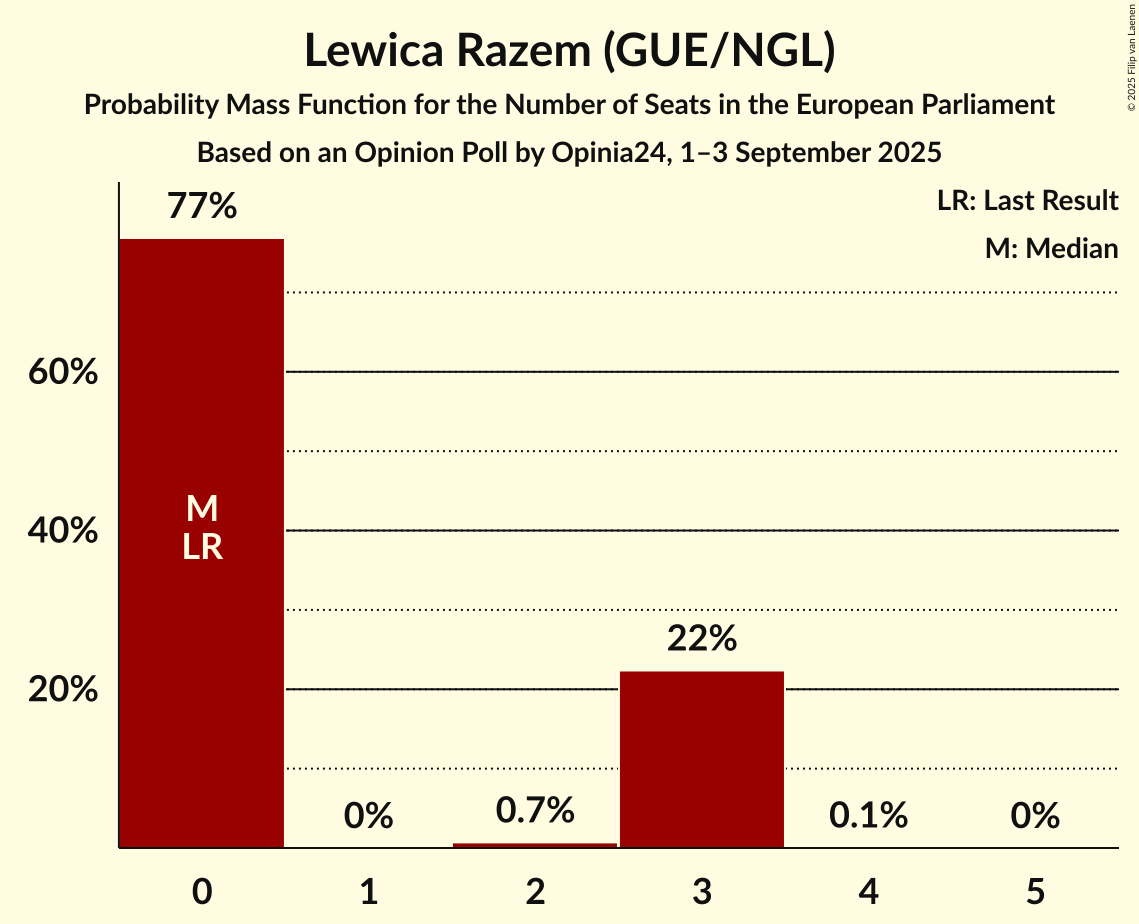 Lewica Razem (GUE/NGL)
Probability Mass Function for the Number of Seats in the European Parliament
Based on an Opinion Poll by Opinia24, 1–3 September 2025
© 2025 Filip van Laenen
LR: Last Result
M: Median
77%
60%
40%
20%
M
LR
0%
0.7%
22%
0.1%
0%
0
1
2
3
4
5